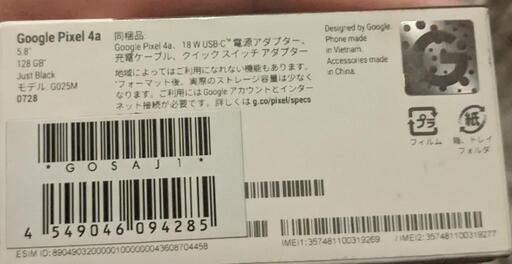 Google Pixel 4a
5.8"
128 GB*
Just Black
モデル: G025M
0728
同梱品:
Google Pixel 4a、18 W USB-C™ 電源アダプター、
充電ケーブル、クイック スイッチ アダプター
地域によってはご利用になれない機能もあります。
*フォーマット後、実際のストレージ容量は少なく
なります。ご利用には Google アカウントとインター
ネット接続が必要です。詳しくは g.co/pixel/specs
Designed by Google.
Phone made
in Vietnam.
Accessories made
in China.
G
プラ
フィルム
紙
箱、トレイ
フォルダ
*GOSAJ1*
4 549046 094285
ESIM ID: 89049032000001000000043608704458
IMEI1: 357481100319269
/ IMEI2: 357481100319277